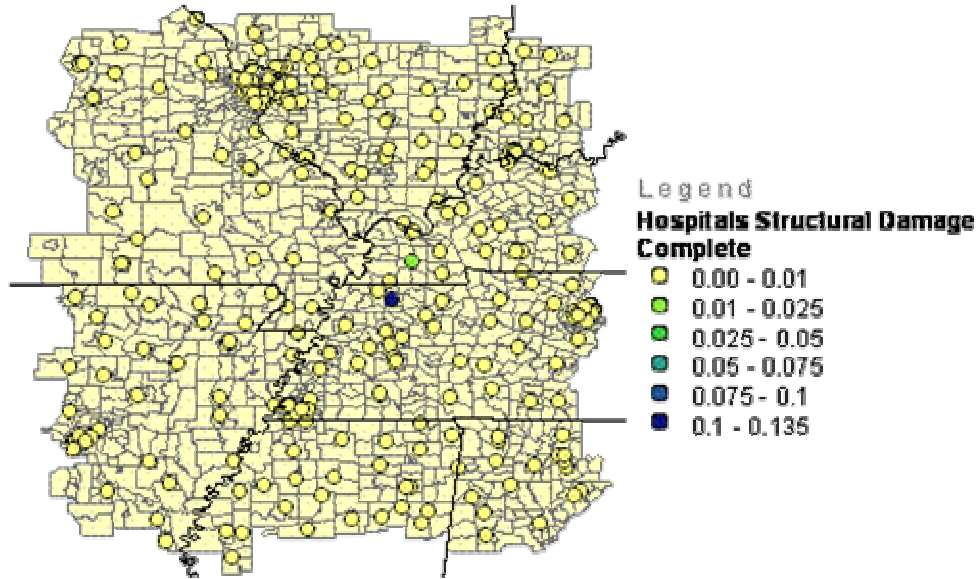 Legend
Hospitals Structural Damage
Complete
0.00 - 0.01
0.01 - 0.025
0.025 - 0.05
0.05 - 0.075
0.075 - 0.1
0.1 - 0.135